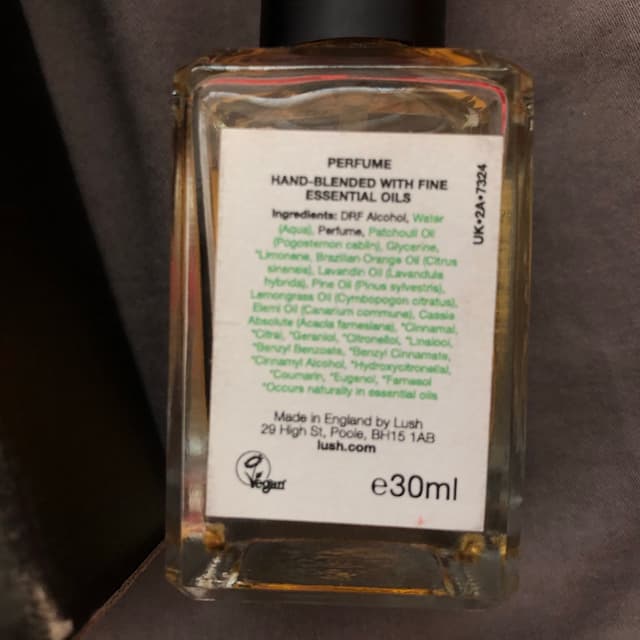 PERFUME
HAND-BLENDED WITH FINE
ESSENTIAL OILS
Ingredients: DRF Alcohol, Water
(Aqua), Perfume, Patchouli Oil
(Pogostemon cablin), Glycerine,
*Limonene, Brazilian Orange Oil (Citrus
sinensis), Lavandin Oil (Lavandula
hybrida), Pine Oil (Pinus sylvestris),
Lemongrass Oil (Cymbopogon citratus),
Elemi Oil (Canarium commune), Cassia
Absolute (Acacia farnesiana), *Cinnamal,
*Citral, *Geraniol, *Citronellol, *Linalool,
*Benzyl Benzoate, *Benzyl Cinnamate,
*Cinnamyl Alcohol, *Hydroxycitronellal,
*Coumarin, *Eugenol, *Farnesol
*Occurs naturally in essential oils
Made in England by Lush
29 High St, Poole, BH15 1AB
lush.com
Vegan
e30ml
UK•2A•7324